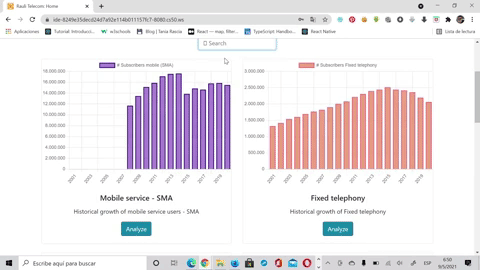 Rauli Telecom: Home
ide-8249e35decd24d7a92e114b011157fc7-8080.cs50.ws
Aplicaciones
Tutorial: Introducci...
w3schools
Blog | Tania Rascia
React — map, filter...
TypeScript - Handbo...
React Native
Lista de lectura
Search
# Subscribers mobile (SMA)
18.000.000
16.000.000
14.000.000
12.000.000
10.000.000
8.000.000
6.000.000
4.000.000
2.000.000
0
2001 2003 2005 2007 2009 2011 2013 2015 2017 2019
Mobile service - SMA
Historical growth of mobile service users - SMA
Analyze
# Subscribers Fixed telephony
3.000.000
2.500.000
2.000.000
1.500.000
1.000.000
500.000
0
2001 2003 2005 2007 2009 2011 2013 2015 2017 2019
Fixed telephony
Historical growth of Fixed telephony
Analyze
Escribe aquí para buscar
ESP
6:50
9/5/2021